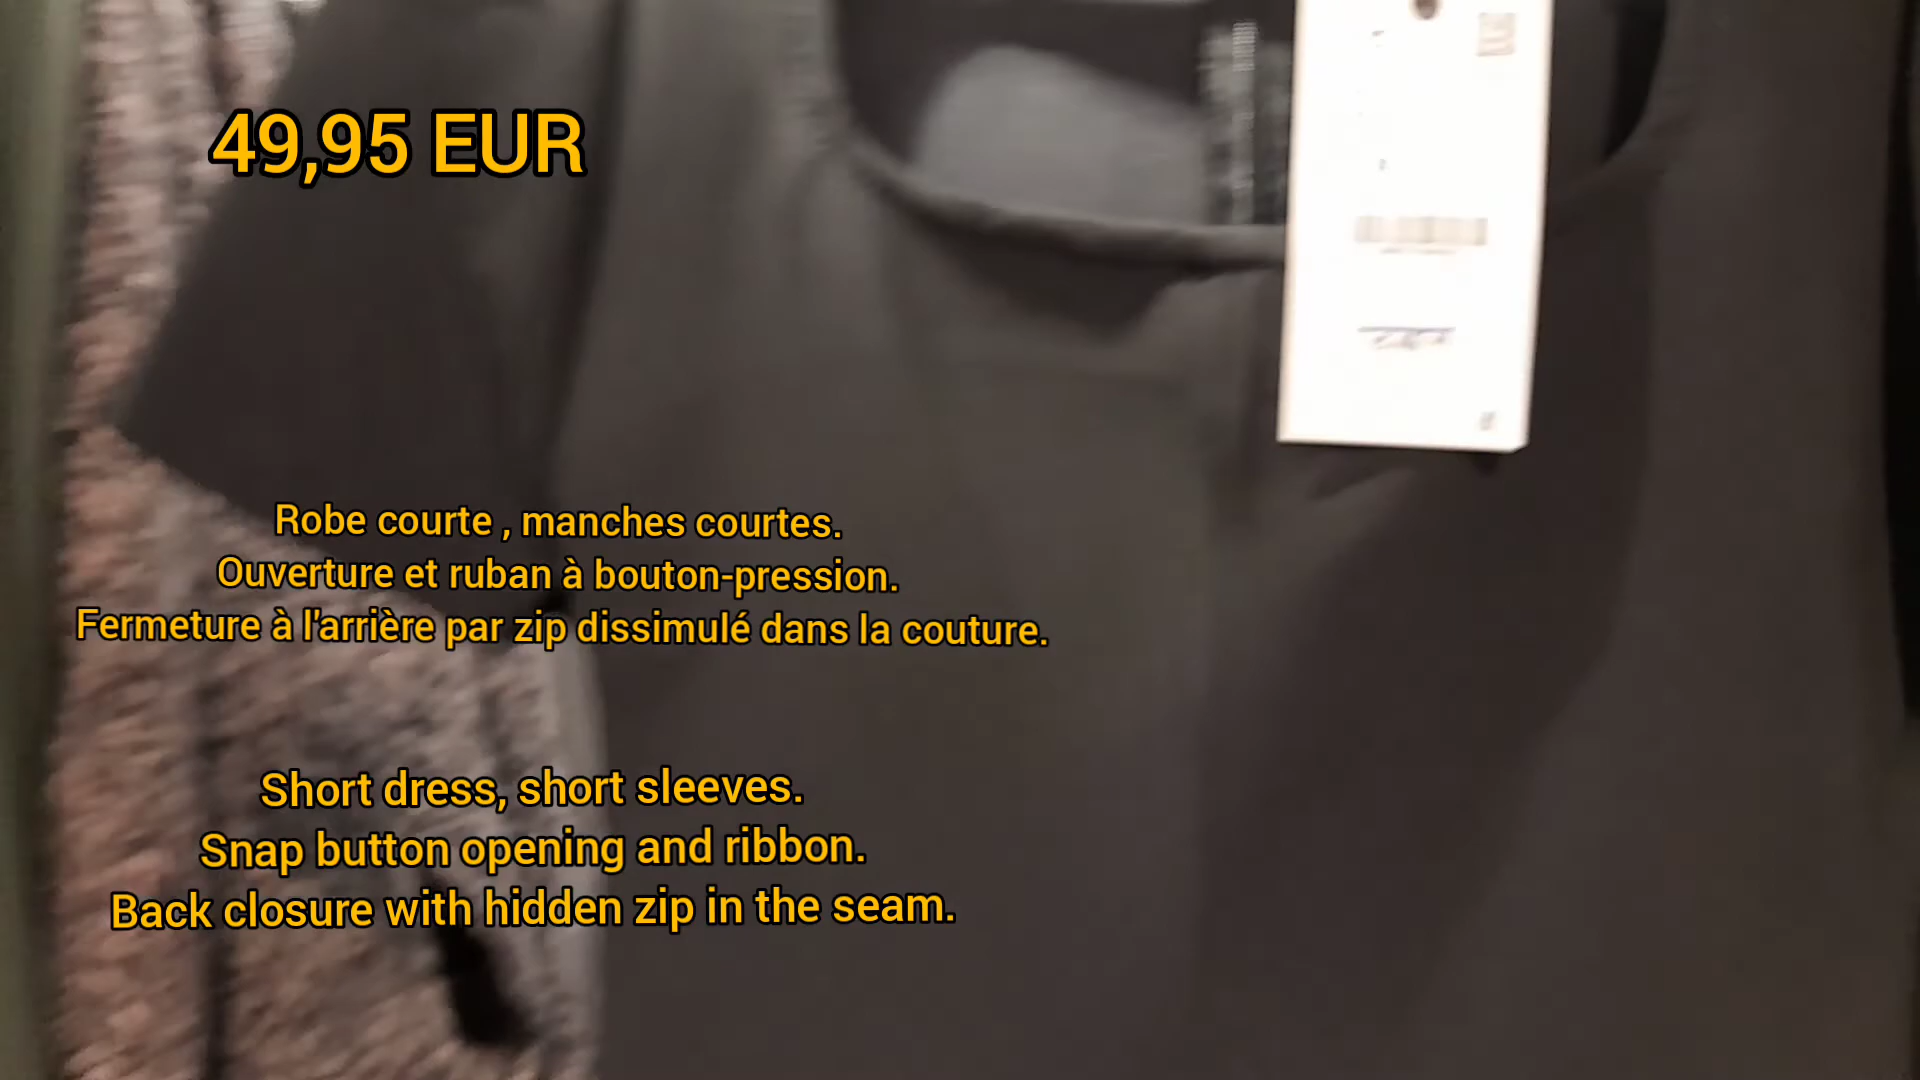 49,95 EUR
Robe courte , manches courtes.
Ouverture et ruban à bouton-pression.
Fermeture à l'arrière par zip dissimulé dans la couture.
Short dress, short sleeves.
Snap button opening and ribbon.
Back closure with hidden zip in the seam.